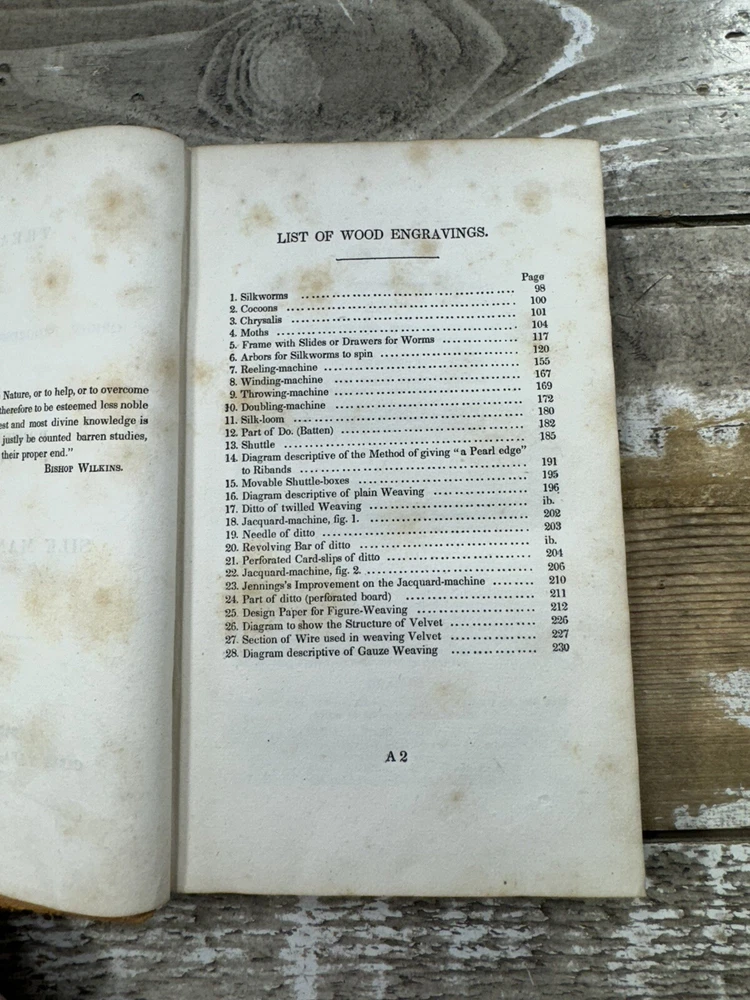 Nature, or to help, or to overcome
therefore to be esteemed less noble
and most divine knowledge is
justly be counted barren studies,
their proper end."
BISHOP WILKINS.
LIST OF WOOD ENGRAVINGS.
Page
1. Silkworms .......... 98
2. Cocoons .......... 100
3. Chrysalis .......... 101
4. Moths .......... 104
5. Frame with Slides or Drawers for Worms .......... 117
6. Arbors for Silkworms to spin .......... 120
7. Reeling-machine .......... 155
8. Winding-machine .......... 167
9. Throwing-machine .......... 169
10. Doubling-machine .......... 172
11. Silk-loom .......... 180
12. Part of Do. (Batten) .......... 182
13. Shuttle .......... 185
14. Diagram descriptive of the Method of giving "a Pearl edge"
to Ribands .......... 191
15. Movable Shuttle-boxes .......... 195
16. Diagram descriptive of plain Weaving .......... 196
17. Ditto of twilled Weaving .......... ib.
18. Jacquard-machine, fig. 1. .......... 202
19. Needle of ditto .......... 203
20. Revolving Bar of ditto .......... ib.
21. Perforated Card-slips of ditto .......... 204
22. Jacquard-machine, fig. 2. .......... 206
23. Jennings's Improvement on the Jacquard-machine ....... 210
24. Part of ditto (perforated board) .......... 211
25. Design Paper for Figure-Weaving .......... 212
26. Diagram to show the Structure of Velvet .......... 226
27. Section of Wire used in weaving Velvet .......... 227
28. Diagram descriptive of Gauze Weaving .......... 230
A 2